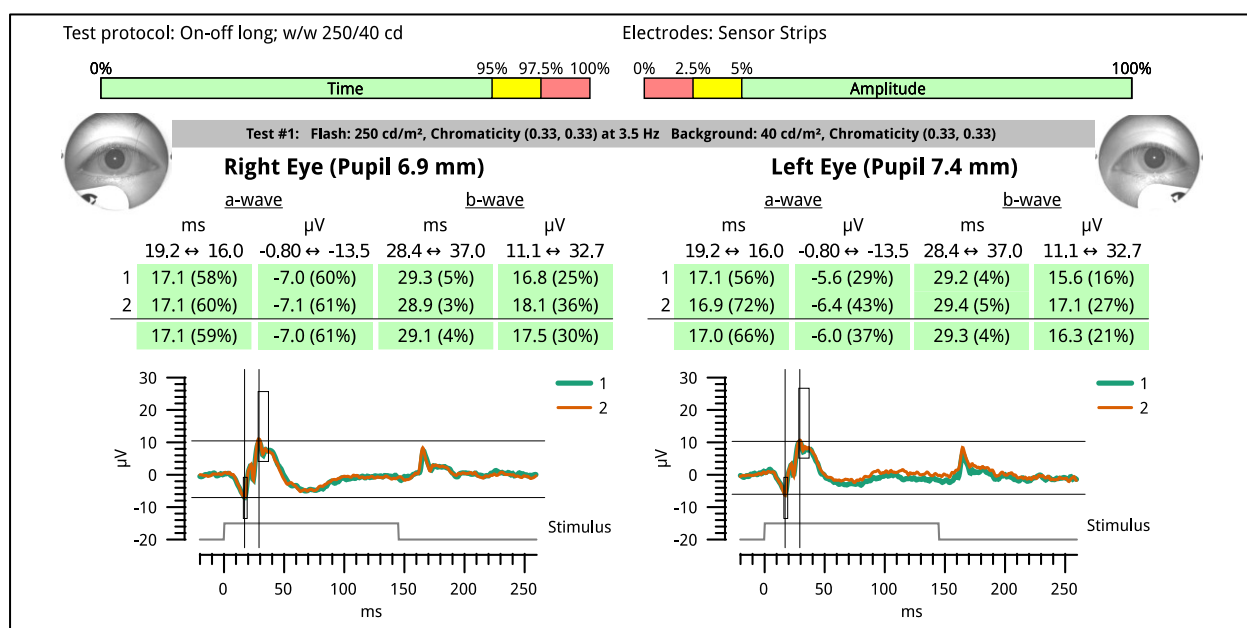 Test protocol: On-off long; w/w 250/40 cd Electrodes: Sensor Strips
0% 95% 97.5% 100% 0% 2.5% 5% 100%
Time Amplitude
Test #1: Flash: 250 cd/m², Chromaticity (0.33, 0.33) at 3.5 Hz Background: 40 cd/m², Chromaticity (0.33, 0.33)
Right Eye (Pupil 6.9 mm) Left Eye (Pupil 7.4 mm)
a-wave b-wave a-wave b-wave
ms µV ms µV ms µV ms µV
19.2 ↔ 16.0 -0.80 ↔ -13.5 28.4 ↔ 37.0 11.1 ↔ 32.7 19.2 ↔ 16.0 -0.80 ↔ -13.5 28.4 ↔ 37.0 11.1 ↔ 32.7
1 17.1 (58%) -7.0 (60%) 29.3 (5%) 16.8 (25%) 1 17.1 (56%) -5.6 (29%) 29.2 (4%) 15.6 (16%)
2 17.1 (60%) -7.1 (61%) 28.9 (3%) 18.1 (36%) 2 16.9 (72%) -6.4 (43%) 29.4 (5%) 17.1 (27%)
17.1 (59%) -7.0 (61%) 29.1 (4%) 17.5 (30%) 17.0 (66%) -6.0 (37%) 29.3 (4%) 16.3 (21%)
30 1 30 1
20 2 20 2
10 10
µV 0 µV 0
-10 -10
Stimulus Stimulus
-20 -20
0 50 100 150 200 250 0 50 100 150 200 250
ms ms